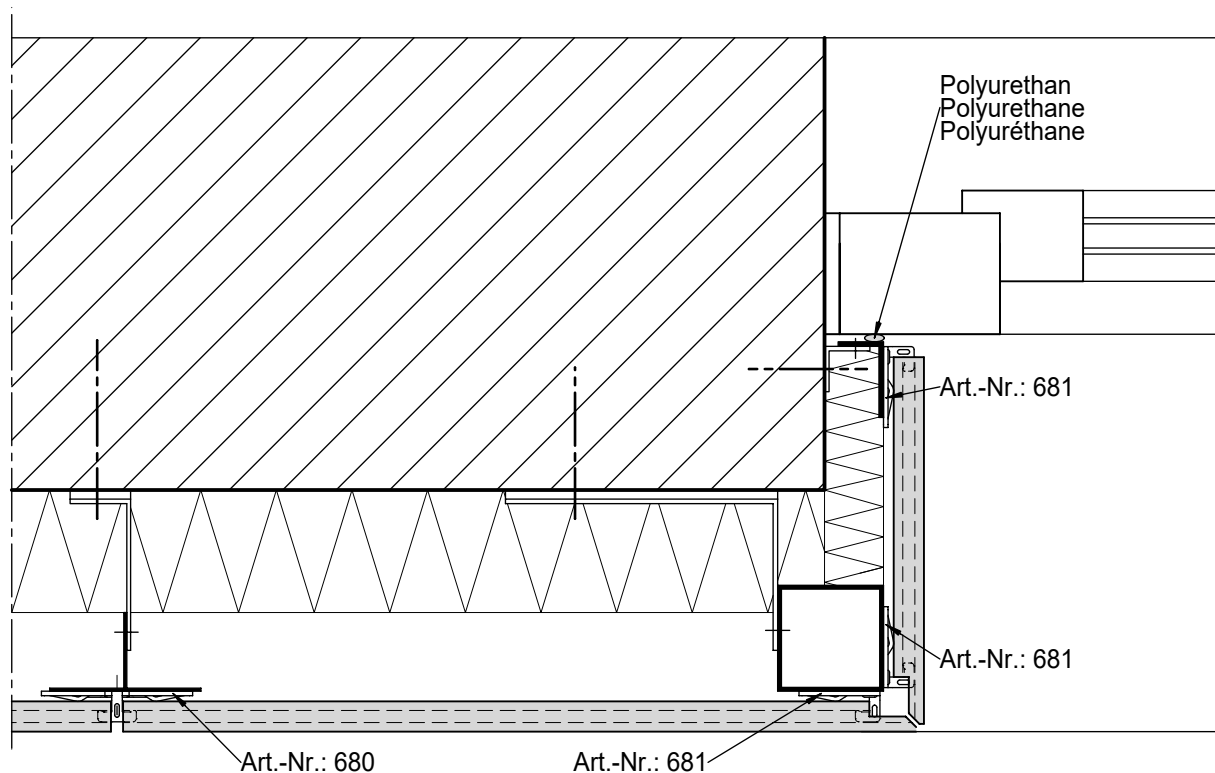 Polyurethan
Polyurethane
Polyuréthane
Art.-Nr.: 681
Art.-Nr.: 681
Art.-Nr.: 680
Art.-Nr.: 681